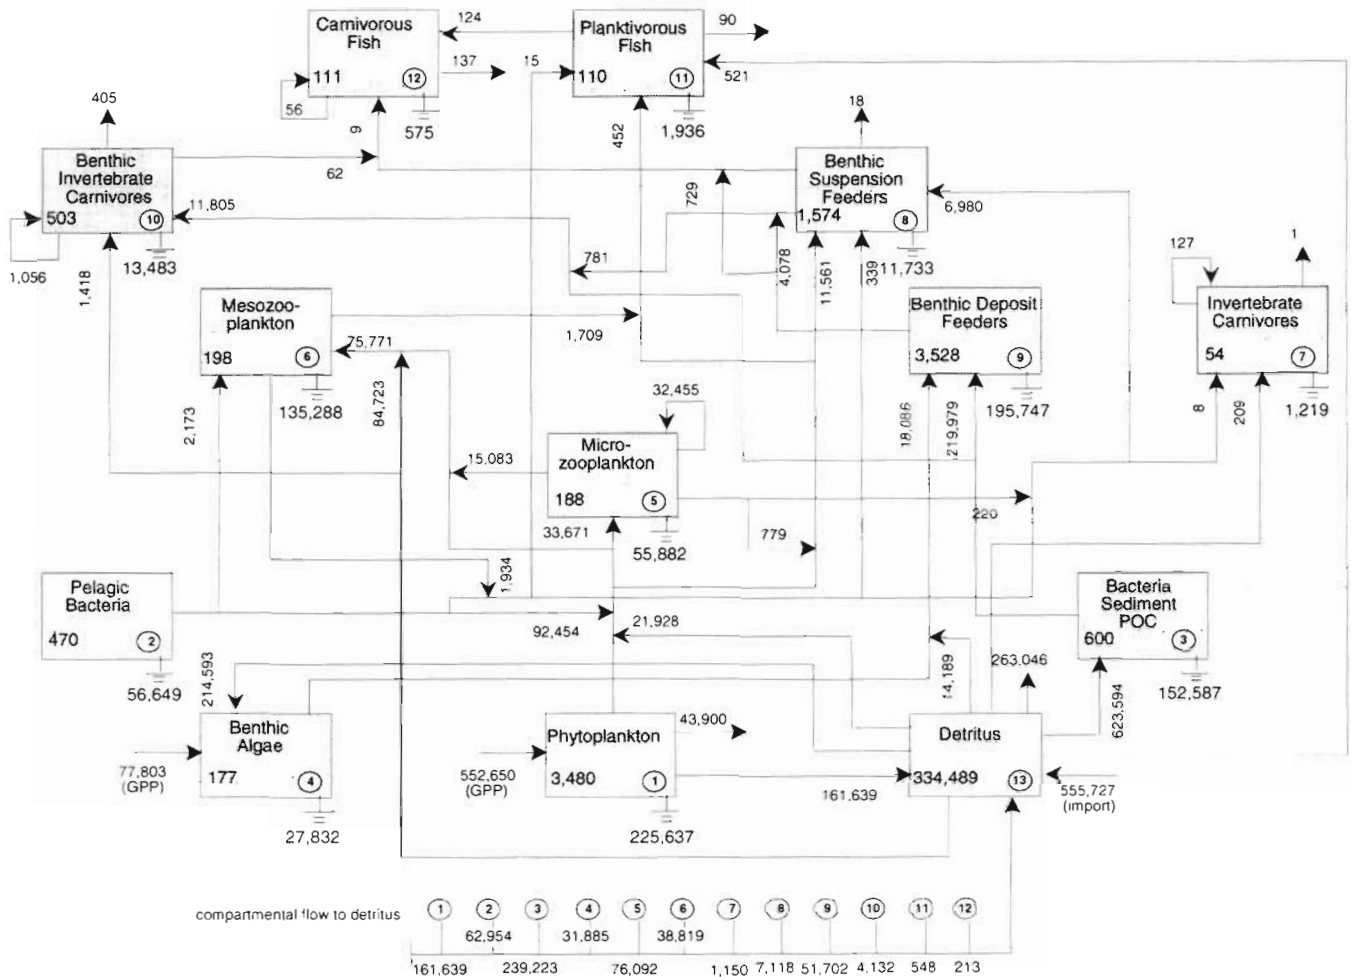 124
90
Carnivorous
Fish
Planktivorous
Fish
137
15
521
111
12
110
11
405
56
575
1,936
18
9
452
Benthic
Invertebrate
Carnivores
62
Benthic
Suspension
Feeders
729
503
10
11,805
1,574
8
6,980
127
1
1,056
13,483
1,418
781
4,078
11,561
339
11,733
Mesozoo-
plankton
Benthic Deposit
Feeders
Invertebrate
Carnivores
1,709
198
6
75,771
3,528
9
54
7
135,288
84,723
32,455
195,747
8
209
1,219
2,173
18,086
219,979
Micro-
zooplankton
15,083
188
5
220
33,671
55,882
779
Pelagic
Bacteria
1,934
Bacteria
Sediment
POC
470
2
92,454
21,928
600
3
56,649
214,593
14,189
263.046
152,587
623,594
Benthic
Algae
Phytoplankton
43,900
Detritus
77,803
(GPP)
177
4
552,650
(GPP)
3,480
1
161,639
334,489
13
555,727
(import)
27,832
225,637
compartmental flow to detritus
1 2 3 4 5 6 7 8 9 10 11 12
62,954 31,885 38,819
161,639 239,223 76,092 1,150 7,118 51,702 4.132 548 213